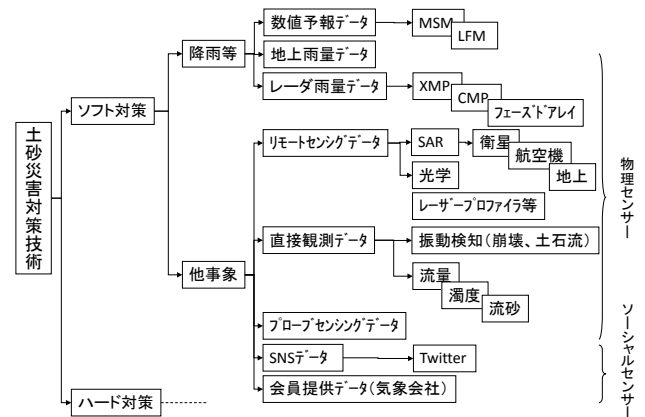 土砂災害対策技術
ソフト対策
ハード対策
降雨等
他事象
数値予報データ
MSM
LFM
地上雨量データ
レーダ雨量データ
XMP
CMP
フェーズドアレイ
リモートセンシングデータ
SAR
衛星
航空機
地上
光学
レーザープロファイラ等
直接観測データ
振動検知(崩壊、土石流)
流量
濁度
流砂
プローブセンシングデータ
SNSデータ
Twitter
会員提供データ(気象会社)
物理センサー
ソーシャルセンサー